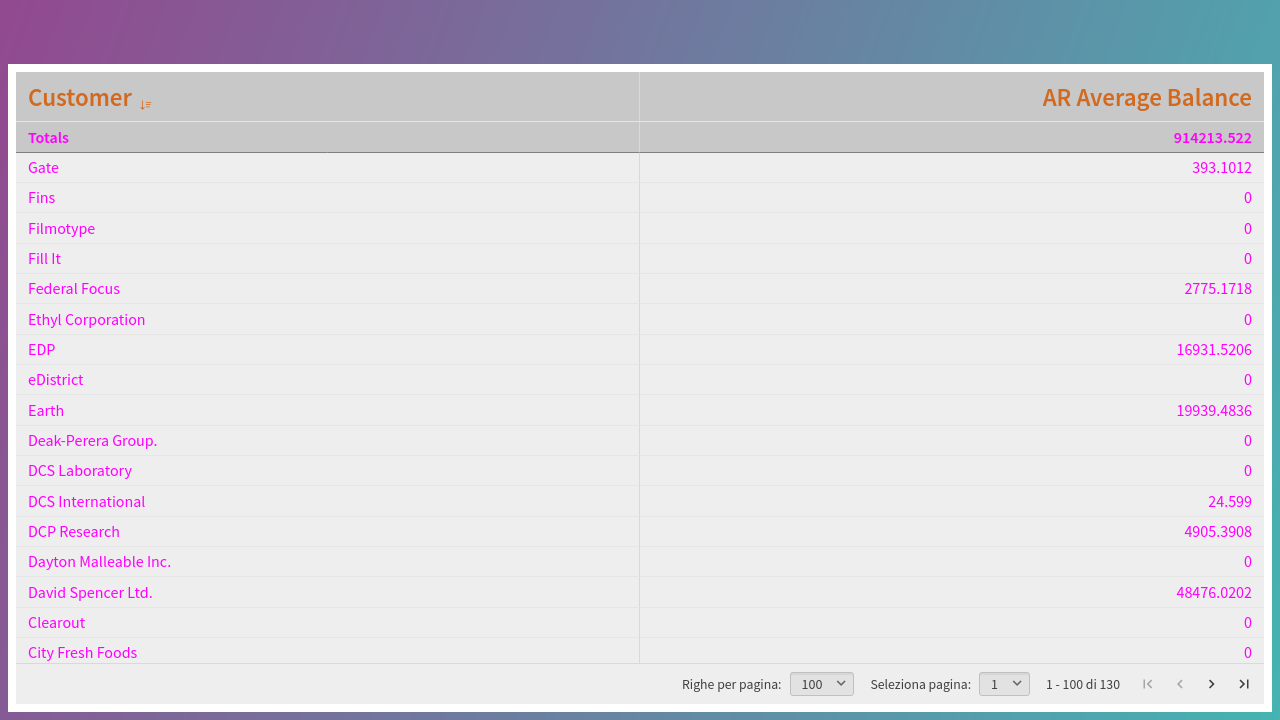 Customer AR Average Balance
Totals 914213.522
Gate 393.1012
Fins 0
Filmotype 0
Fill It 0
Federal Focus 2775.1718
Ethyl Corporation 0
EDP 16931.5206
eDistrict 0
Earth 19939.4836
Deak-Perera Group. 0
DCS Laboratory 0
DCS International 24.599
DCP Research 4905.3908
Dayton Malleable Inc. 0
David Spencer Ltd. 48476.0202
Clearout 0
City Fresh Foods 0
Righe per pagina: 100 Seleziona pagina: 1 1 - 100 di 130